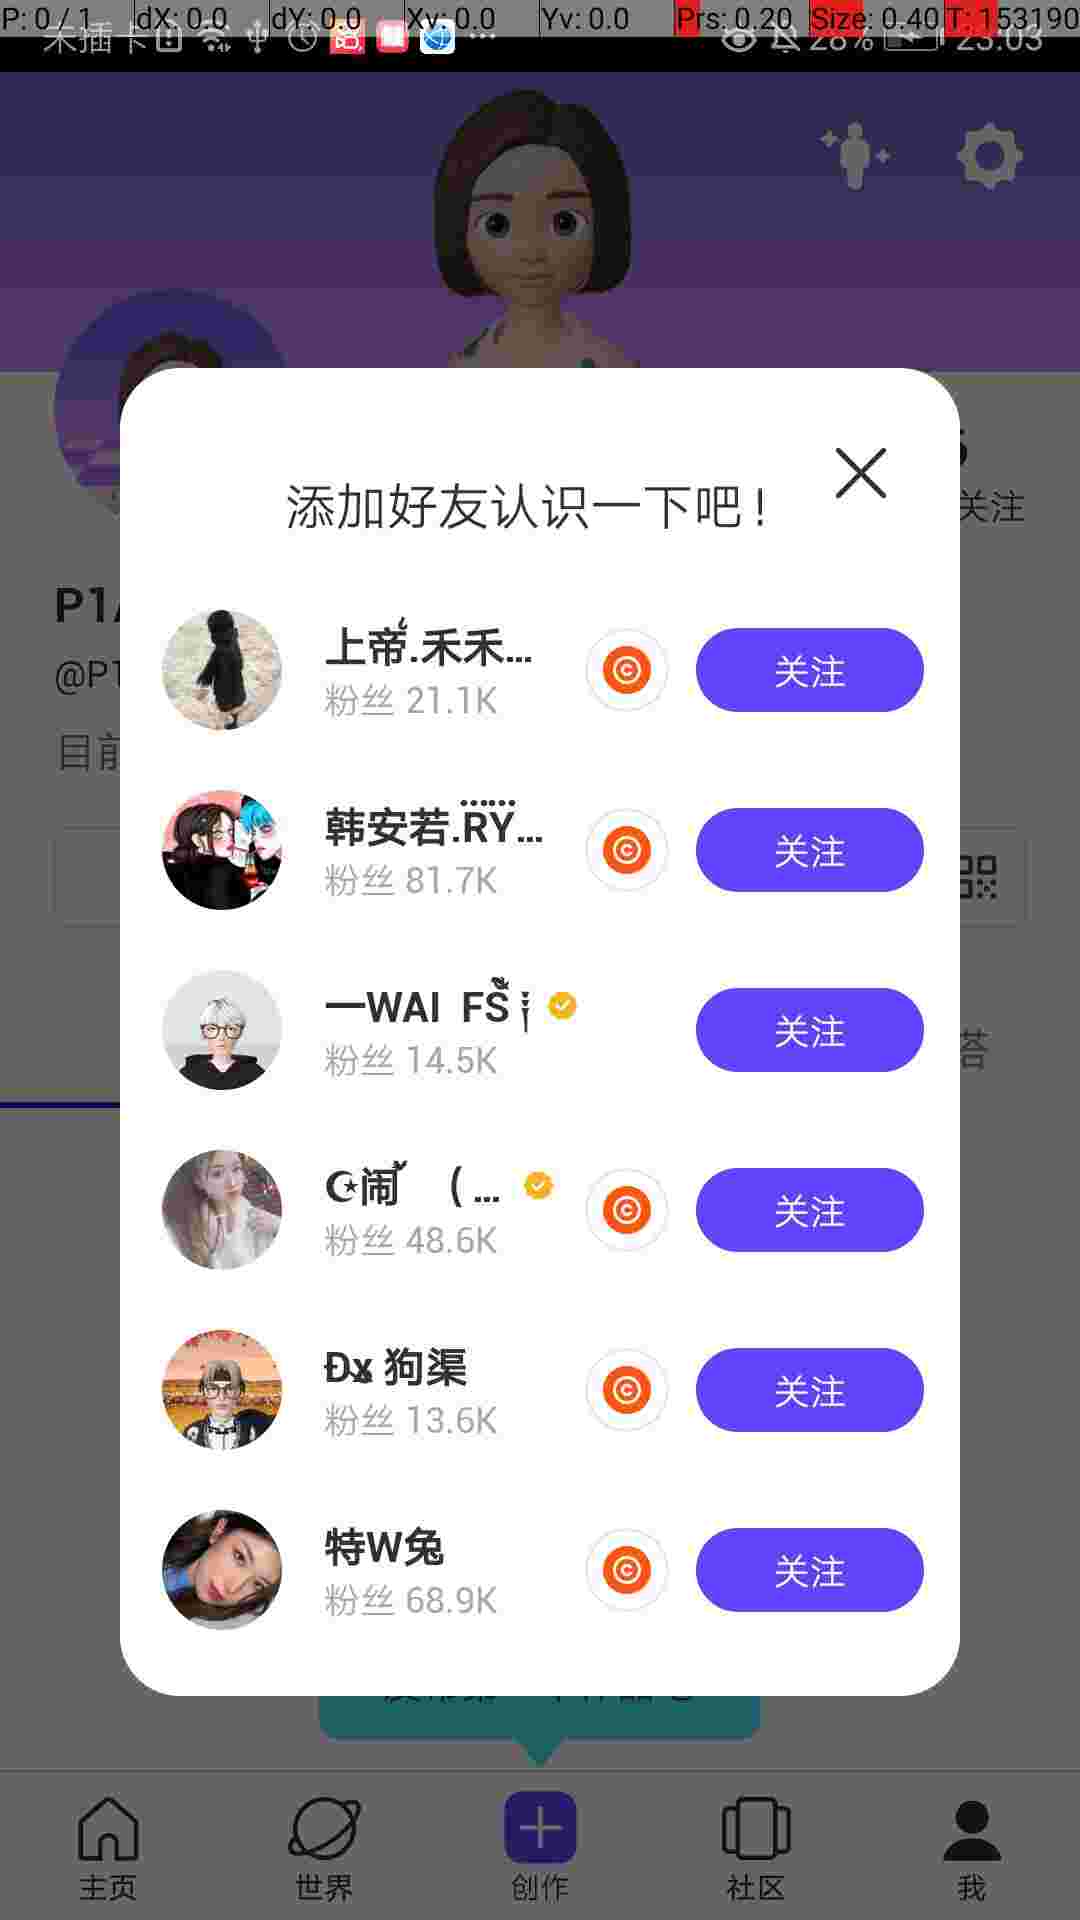 P: 0 / 1 dX: 0.0 dY: 0.0 Xv: 0.0 Yv: 0.0 Prs: 0.20 Size: 0.40 T: 153190
未插卡 28% 23:03
关注
添加好友认识一下吧!
P1
@P1
目前
上帝.禾禾...
粉丝 21.1K
关注
韩安若.RY...
粉丝 81.7K
关注
一WAI FS
粉丝 14.5K
关注
☪闹 ( ...
粉丝 48.6K
关注
狗渠
粉丝 13.6K
关注
特W兔
粉丝 68.9K
关注
主页
世界
创作
社区
我